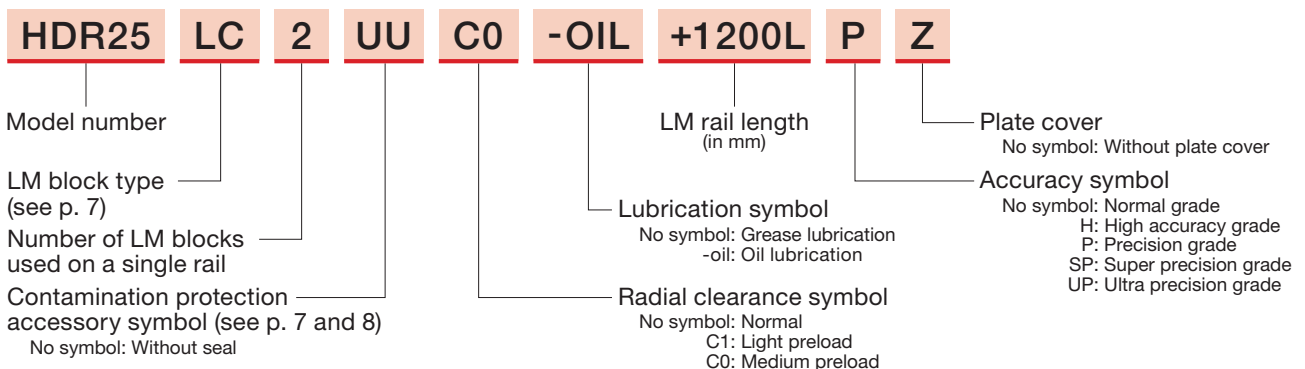 HDR25 LC 2 UU C0 -OIL +1200L P Z
Model number
LM block type
(see p. 7)
Number of LM blocks
used on a single rail
Contamination protection
accessory symbol (see p. 7 and 8)
No symbol: Without seal
LM rail length
(in mm)
Lubrication symbol
No symbol: Grease lubrication
-oil: Oil lubrication
Radial clearance symbol
No symbol: Normal
C1: Light preload
C0: Medium preload
Plate cover
No symbol: Without plate cover
Accuracy symbol
No symbol: Normal grade
H: High accuracy grade
P: Precision grade
SP: Super precision grade
UP: Ultra precision grade